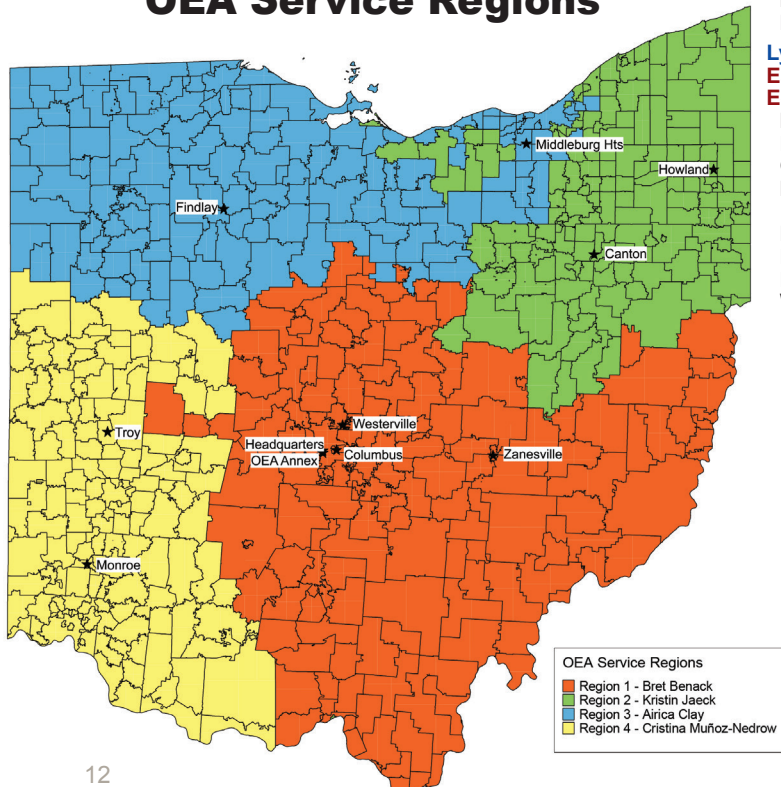 OEA Service Regions
Ly
E
E
Middleburg Hts
Howland
Findlay
Canton
Troy
Westerville
Headquarters
OEA Annex
Columbus
Zanesville
Monroe
OEA Service Regions
Region 1 - Bret Benack
Region 2 - Kristin Jaeck
Region 3 - Airica Clay
Region 4 - Cristina Muñoz-Nedrow
12